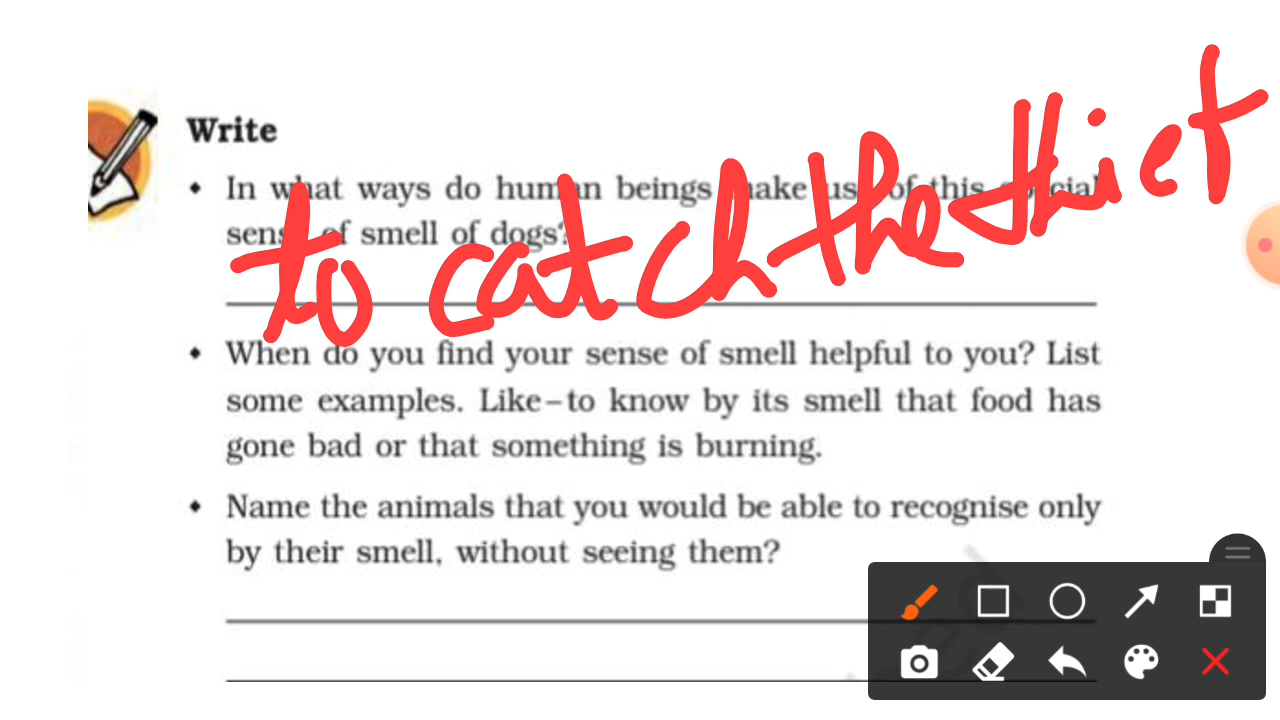 Write
• In what ways do human beings make use of this special
sense of smell of dogs?
to catch the thief
• When do you find your sense of smell helpful to you? List
some examples. Like–to know by its smell that food has
gone bad or that something is burning.
• Name the animals that you would be able to recognise only
by their smell, without seeing them?